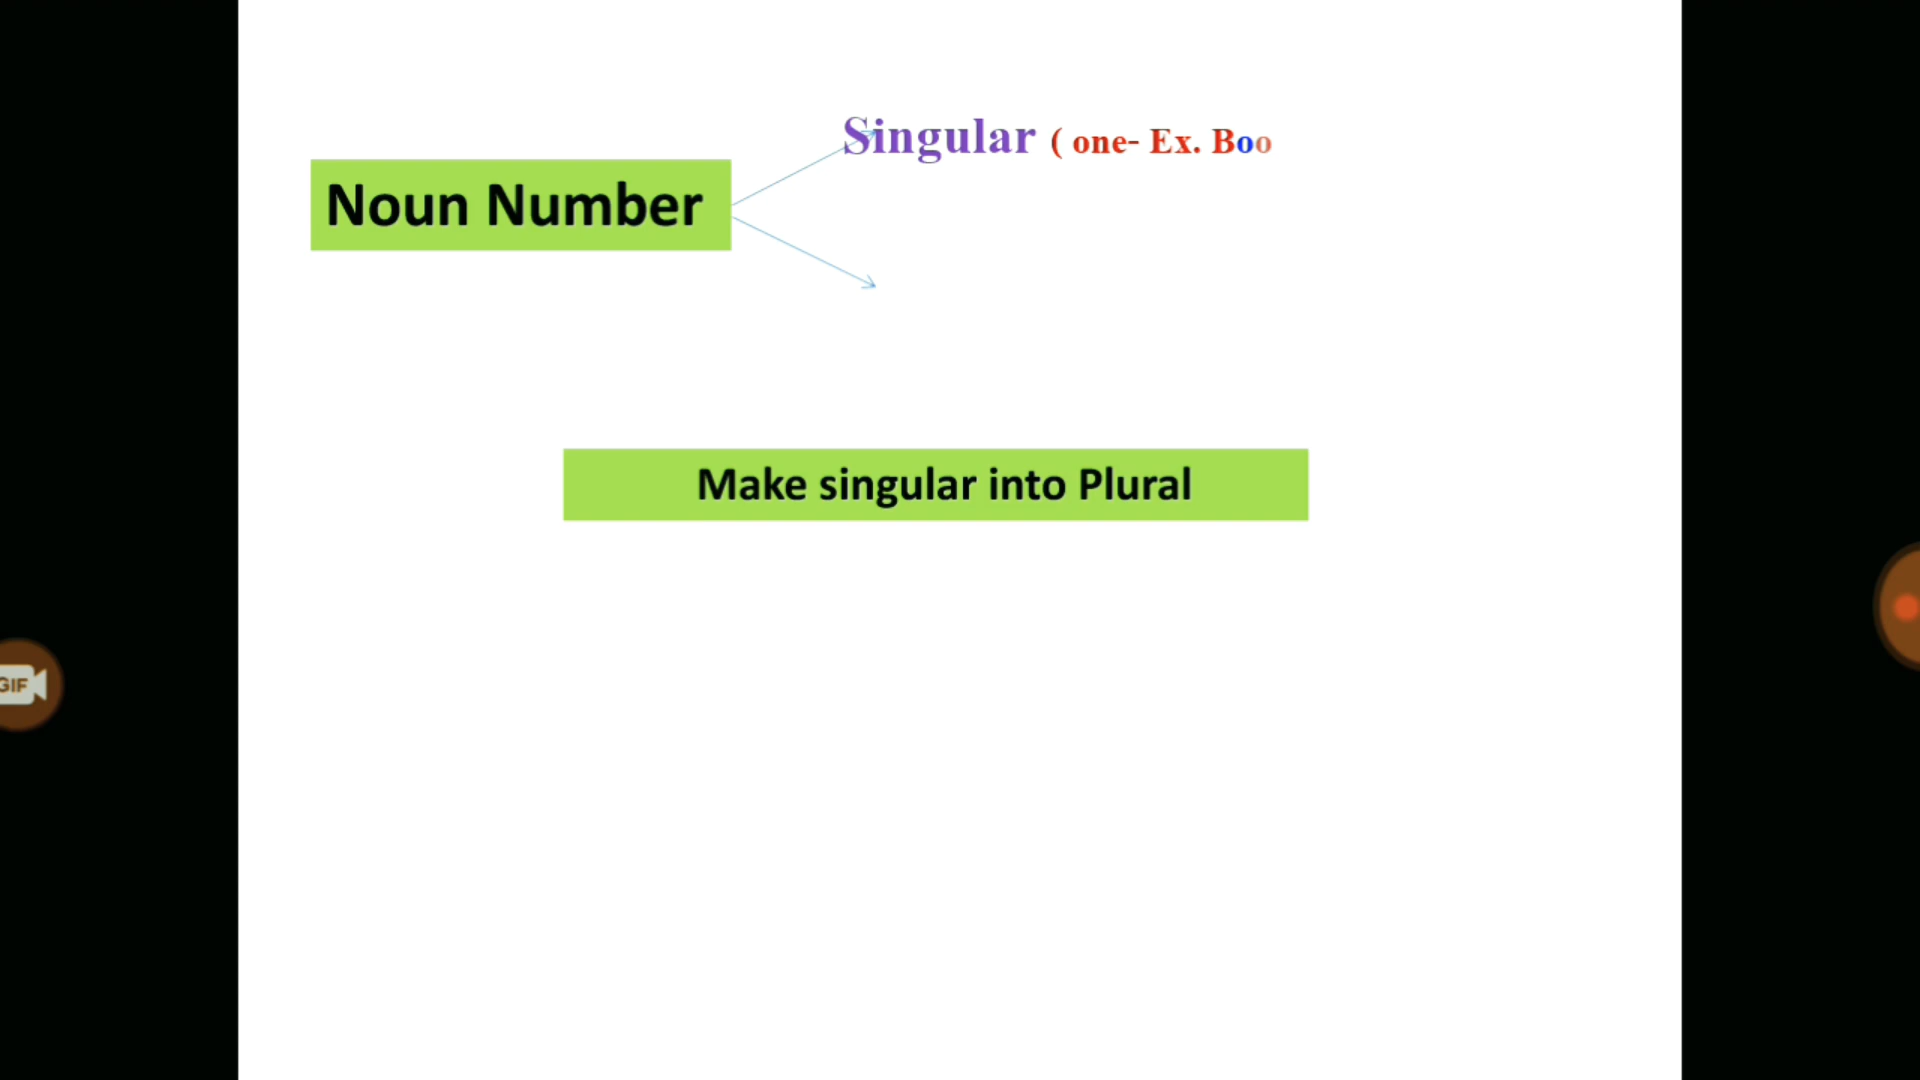 Singular ( one- Ex. Boo
Noun Number
Make singular into Plural
GIF